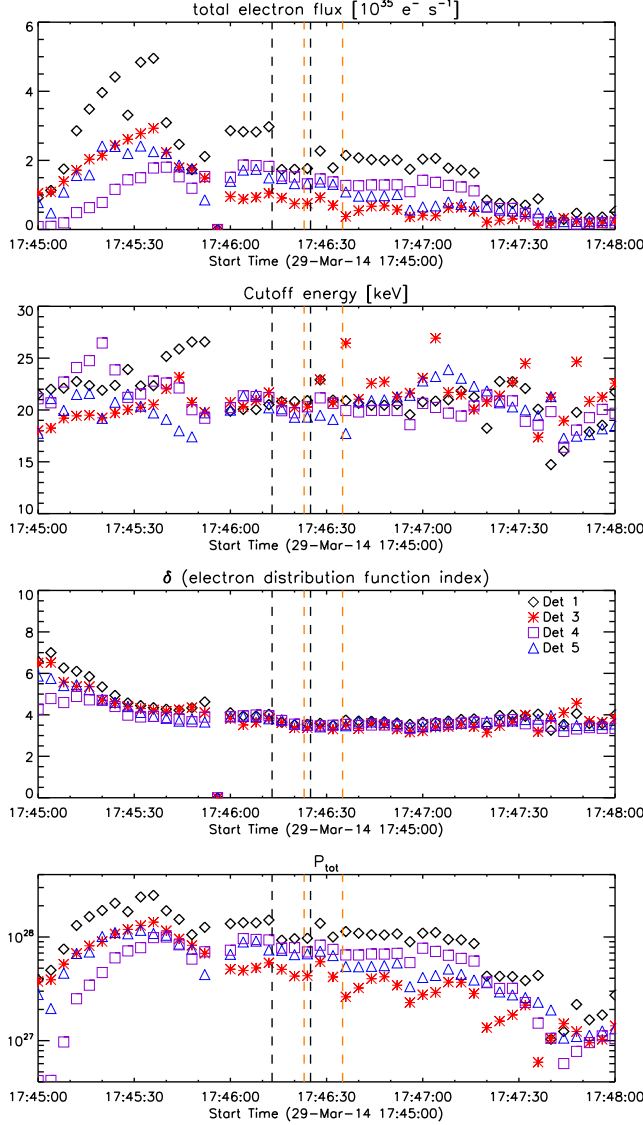 total electron flux [10³⁵ e⁻ s⁻¹]
6
4
2
0
17:45:00 17:45:30 17:46:00 17:46:30 17:47:00 17:47:30 17:48:00
Start Time (29-Mar-14 17:45:00)
Cutoff energy [keV]
30
25
20
15
10
17:45:00 17:45:30 17:46:00 17:46:30 17:47:00 17:47:30 17:48:00
Start Time (29-Mar-14 17:45:00)
δ (electron distribution function index)
10
8
6
4
2
0
Det 1
Det 3
Det 4
Det 5
17:45:00 17:45:30 17:46:00 17:46:30 17:47:00 17:47:30 17:48:00
Start Time (29-Mar-14 17:45:00)
P_tot
10²⁸
10²⁷
17:45:00 17:45:30 17:46:00 17:46:30 17:47:00 17:47:30 17:48:00
Start Time (29-Mar-14 17:45:00)